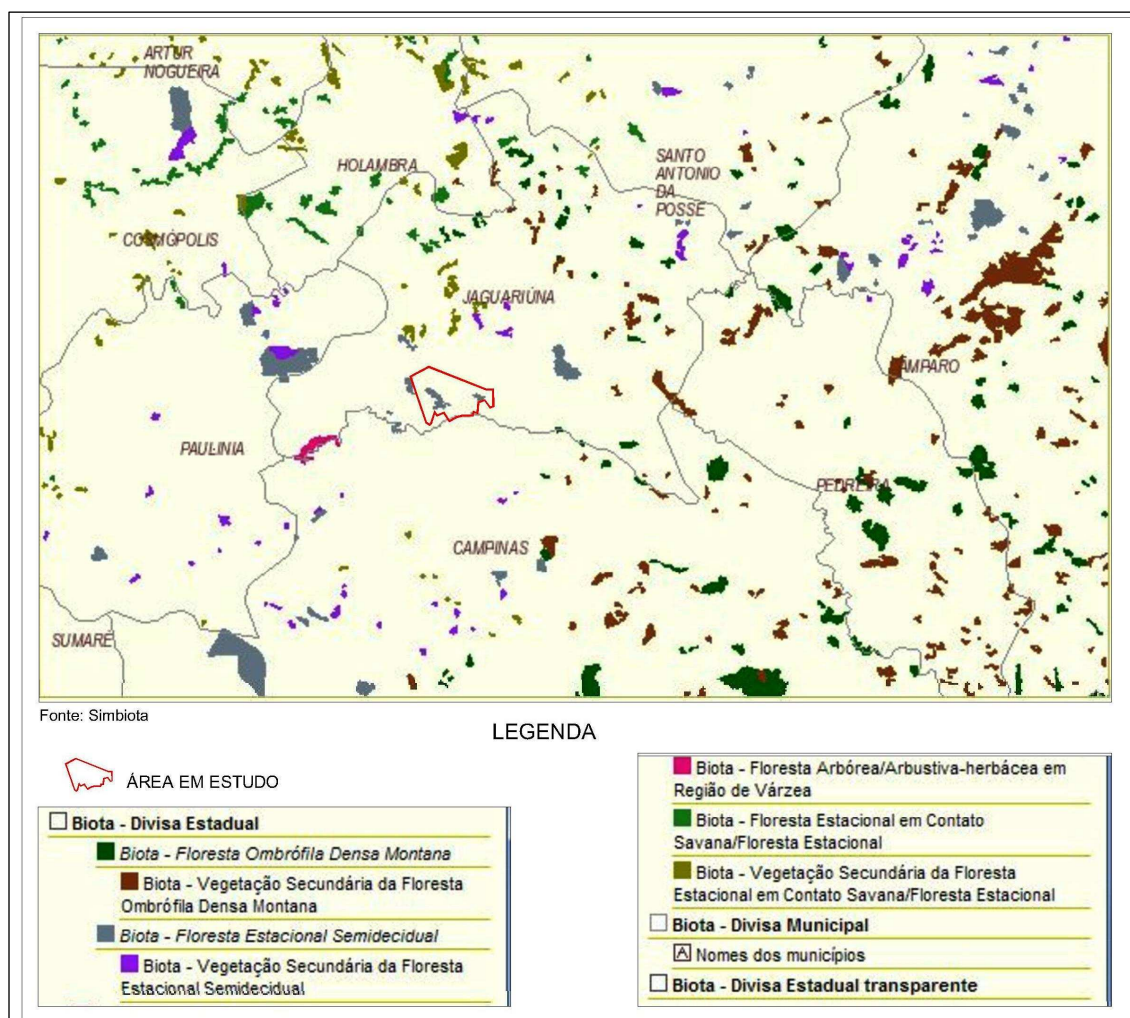 ARTUR
NOGUEIRA
HOLAMBRA
SANTO
ANTONIO
DA
POSSE
COSMÓPOLIS
JAGUARIÚNA
AMPARO
PAULINIA
PEDREIRA
CAMPINAS
SUMARÉ
Fonte: Simbiota
LEGENDA
ÁREA EM ESTUDO
Biota - Divisa Estadual
Biota - Floresta Ombrófila Densa Montana
Biota - Vegetação Secundária da Floresta
Ombrófila Densa Montana
Biota - Floresta Estacional Semidecidual
Biota - Vegetação Secundária da Floresta
Estacional Semidecidual
Biota - Floresta Arbórea/Arbustiva-herbácea em
Região de Várzea
Biota - Floresta Estacional em Contato
Savana/Floresta Estacional
Biota - Vegetação Secundária da Floresta
Estacional em Contato Savana/Floresta Estacional
Biota - Divisa Municipal
A Nomes dos municípios
Biota - Divisa Estadual transparente